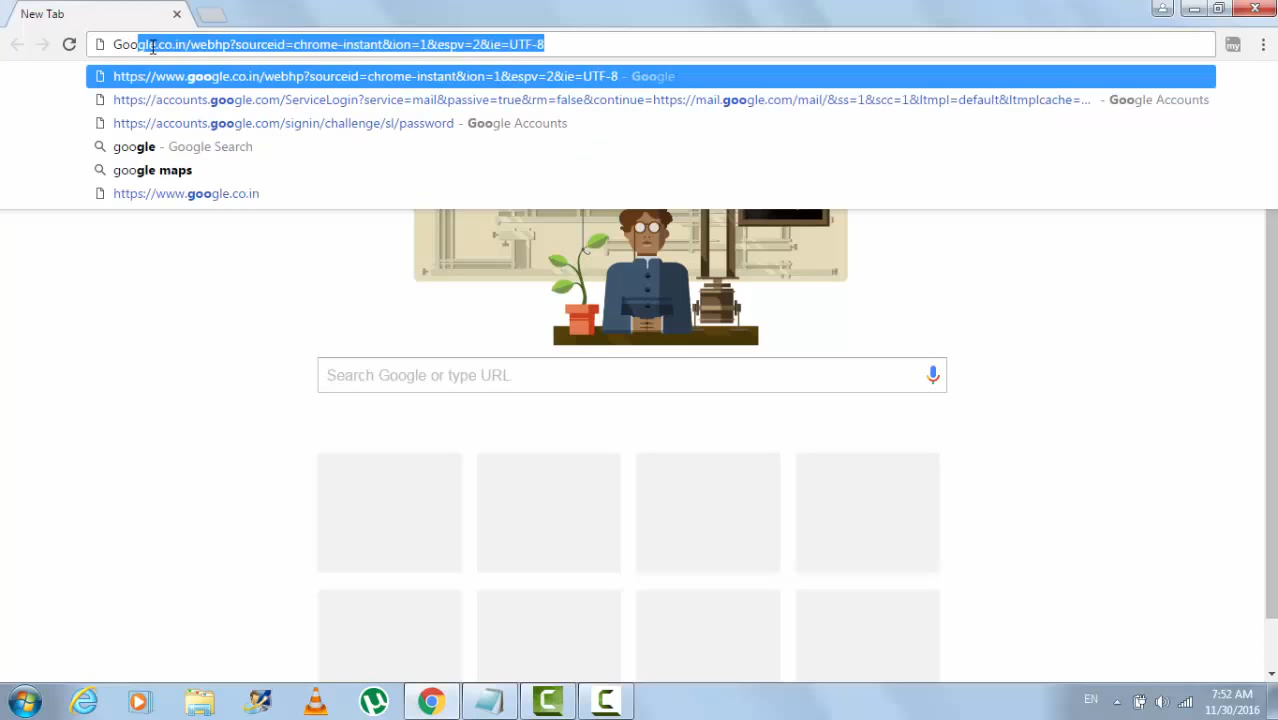 New Tab
Google.co.in/webhp?sourceid=chrome-instant&ion=1&espv=2&ie=UTF-8
my
https://www.google.co.in/webhp?sourceid=chrome-instant&ion=1&espv=2&ie=UTF-8 - Google
https://accounts.google.com/ServiceLogin?service=mail&passive=true&rm=false&continue=https://mail.google.com/mail/&ss=1&scc=1&ltmpl=default&ltmplcache=... - Google Accounts
https://accounts.google.com/signin/challenge/sl/password - Google Accounts
google - Google Search
google maps
https://www.google.co.in
Search Google or type URL
EN
7:52 AM
11/30/2016